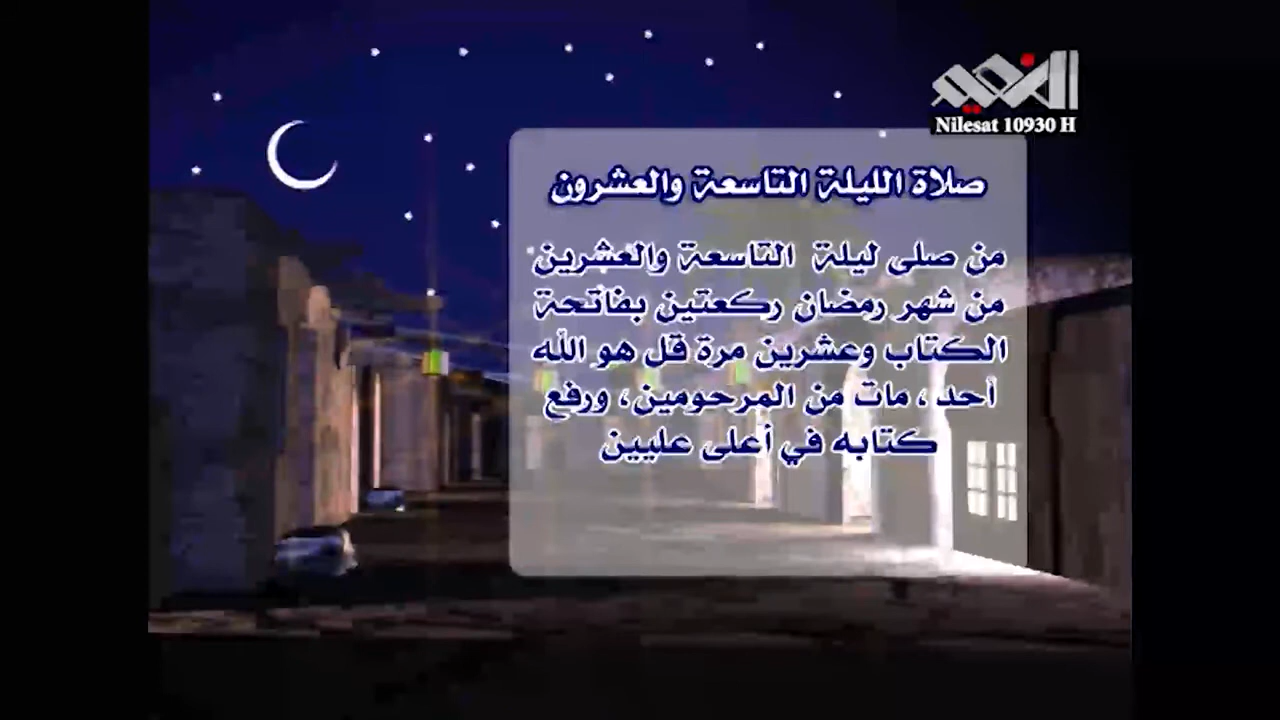 الغدير
Nilesat 10930 H
صلاة الليلة التاسعة والعشرون
من صلى ليلة التاسعة والعشرين
من شهر رمضان ركعتين بفاتحة
الكتاب وعشرين مرة قل هو الله
أحد ، مات من المرحومين، ورفع
كتابه في أعلى عليين